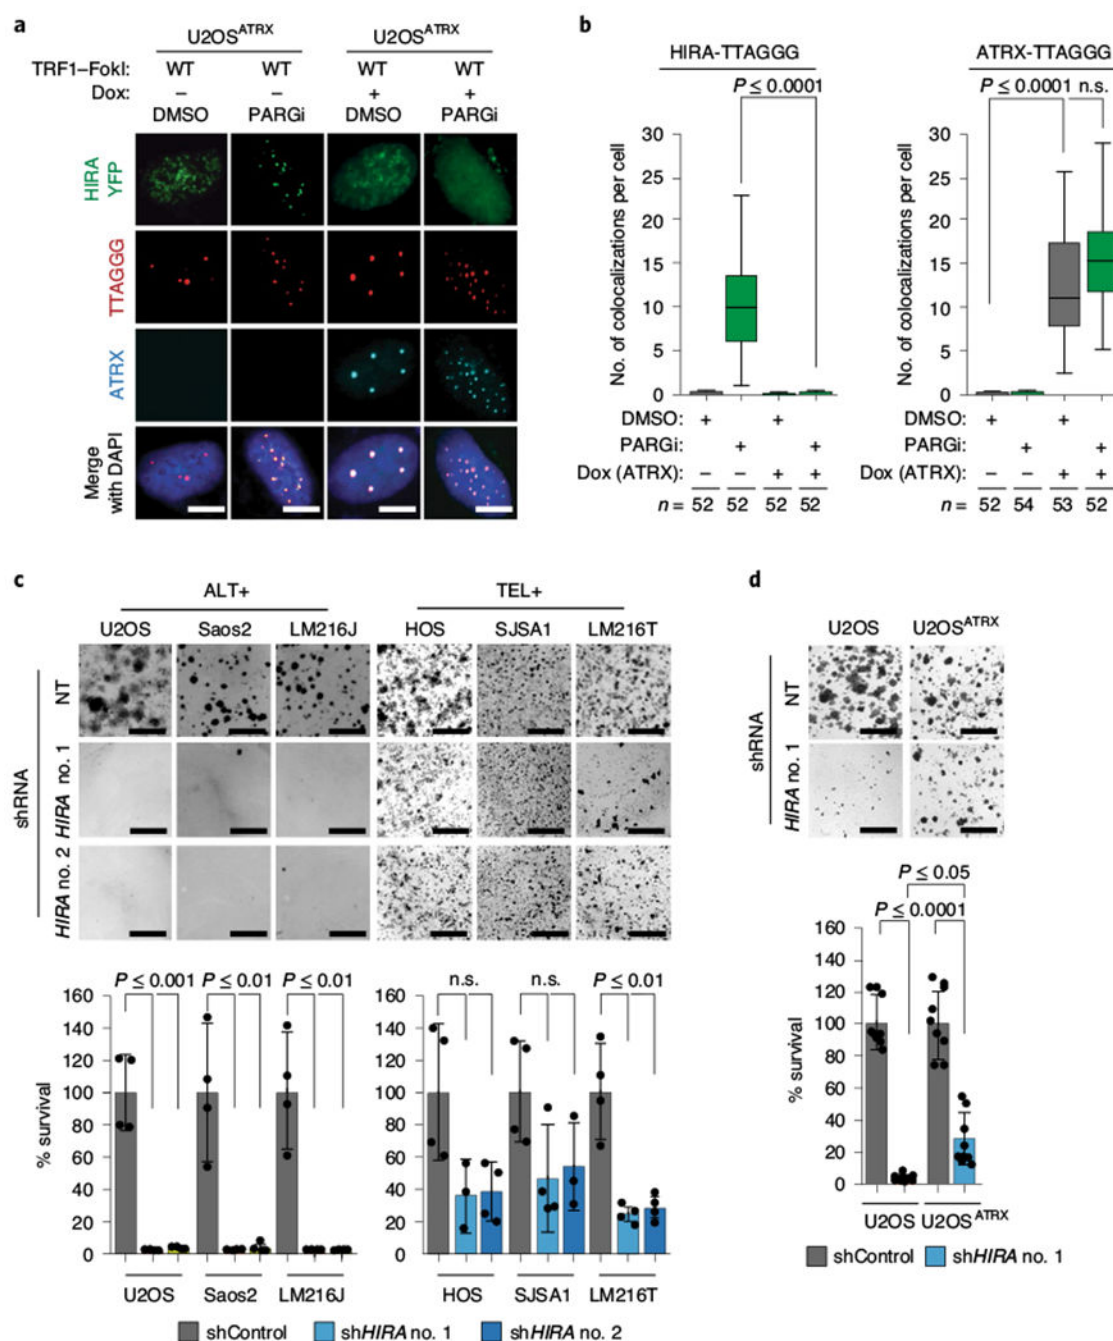 a
U2OSATRX U2OSATRX
TRF1–FokI: WT WT WT WT
Dox: – – + +
DMSO PARGi DMSO PARGi
HIRA
YFP
TTAGGG
ATRX
Merge
with DAPI
b
HIRA-TTAGGG
P ≤ 0.0001
No. of colocalizations per cell
30
25
20
15
10
5
0
DMSO: + +
PARGi: + +
Dox (ATRX): – – + +
n = 52 52 52 52
ATRX-TTAGGG
P ≤ 0.0001 n.s.
No. of colocalizations per cell
30
25
20
15
10
5
0
DMSO: + +
PARGi: + +
Dox (ATRX): – – + +
n = 52 54 53 52
c
ALT+ TEL+
U2OS Saos2 LM216J HOS SJSA1 LM216T
shRNA
NT
HIRA no. 1
HIRA no. 2
P ≤ 0.001 P ≤ 0.01 P ≤ 0.01
% survival
160
140
120
100
80
60
40
20
0
U2OS Saos2 LM216J
n.s. n.s. P ≤ 0.01
160
140
120
100
80
60
40
20
0
HOS SJSA1 LM216T
shControl shHIRA no. 1 shHIRA no. 2
d
U2OS U2OSATRX
shRNA
NT
HIRA no. 1
P ≤ 0.05
P ≤ 0.0001
% survival
160
140
120
100
80
60
40
20
0
U2OS U2OSATRX
shControl shHIRA no. 1